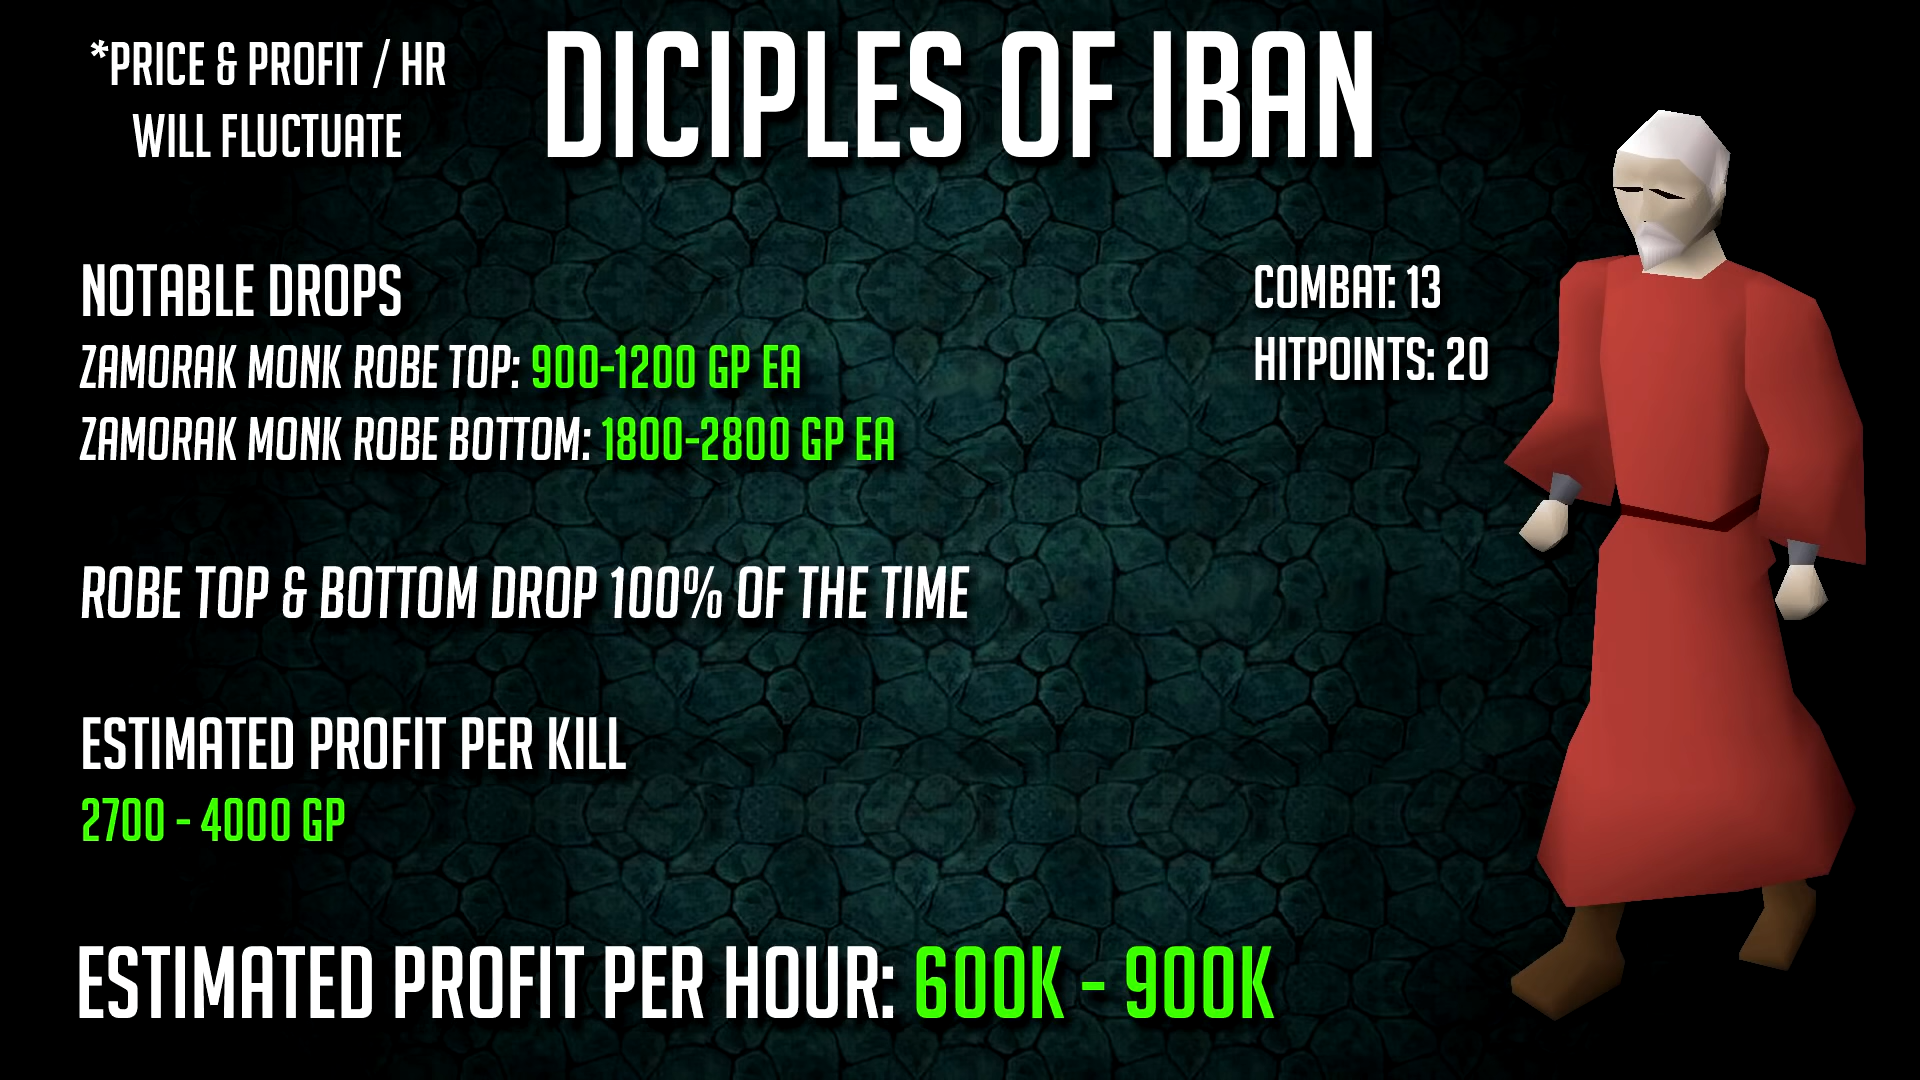 *PRICE & PROFIT / HR
WILL FLUCTUATE
DICIPLES OF IBAN
NOTABLE DROPS
ZAMORAK MONK ROBE TOP: 900-1200 GP EA
ZAMORAK MONK ROBE BOTTOM: 1800-2800 GP EA
COMBAT: 13
HITPOINTS: 20
ROBE TOP & BOTTOM DROP 100% OF THE TIME
ESTIMATED PROFIT PER KILL
2700 - 4000 GP
ESTIMATED PROFIT PER HOUR: 600K - 900K